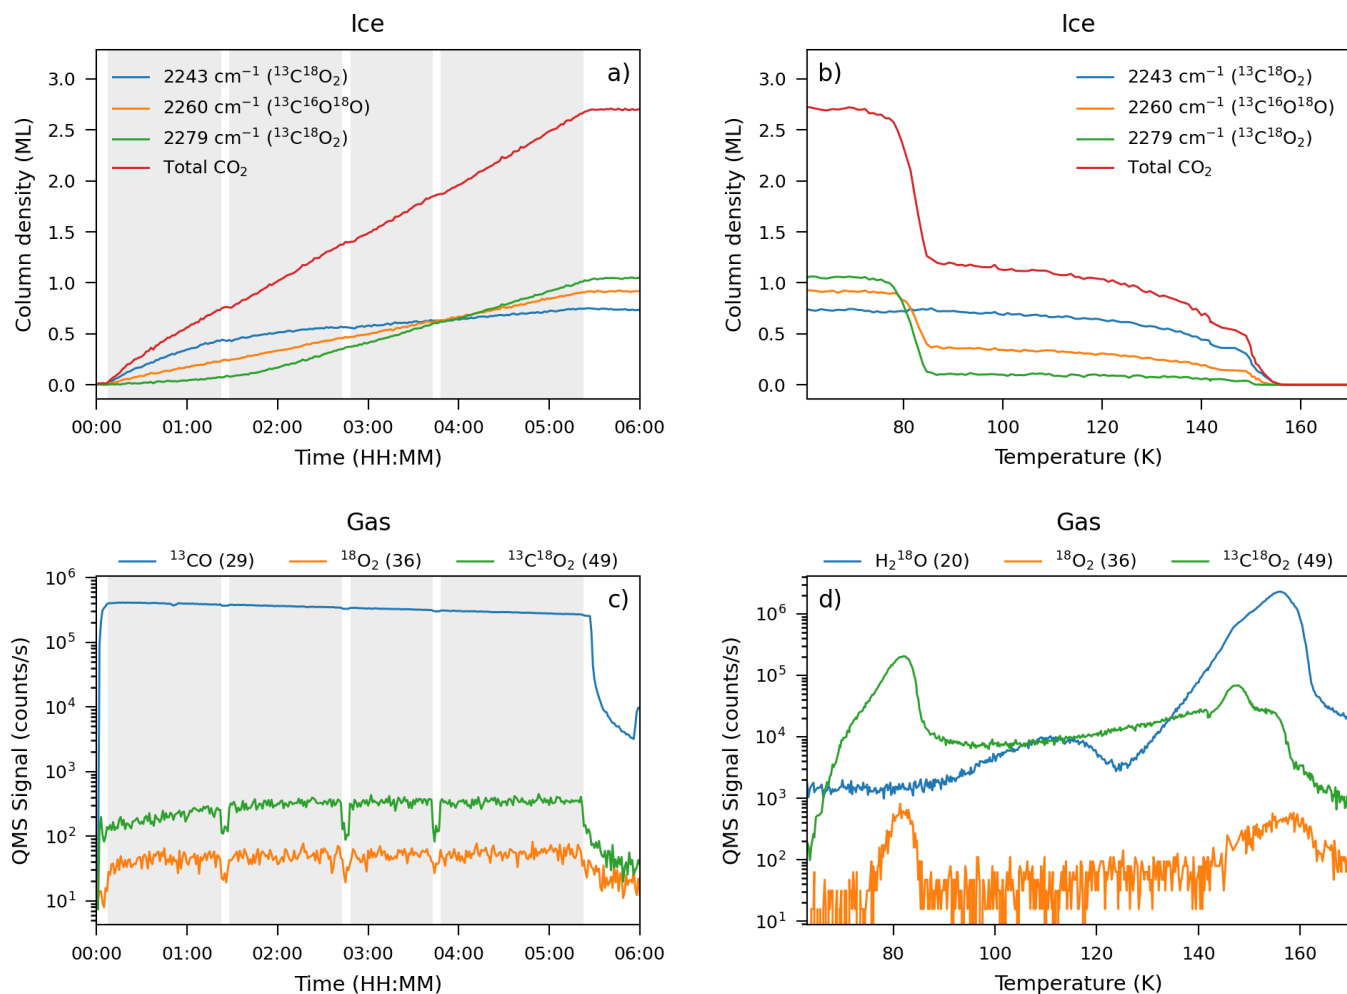 Ice
Ice
a)
2243 cm⁻¹ (¹³C¹⁸O₂)
2260 cm⁻¹ (¹³C¹⁶O¹⁸O)
2279 cm⁻¹ (¹³C¹⁸O₂)
Total CO₂
3.0
2.5
2.0
1.5
1.0
0.5
0.0
Column density (ML)
00:00 01:00 02:00 03:00 04:00 05:00 06:00
Time (HH:MM)
b)
2243 cm⁻¹ (¹³C¹⁸O₂)
2260 cm⁻¹ (¹³C¹⁶O¹⁸O)
2279 cm⁻¹ (¹³C¹⁸O₂)
Total CO₂
3.0
2.5
2.0
1.5
1.0
0.5
0.0
Column density (ML)
80 100 120 140 160
Temperature (K)
Gas
¹³CO (29) ¹⁸O₂ (36) ¹³C¹⁸O₂ (49)
c)
10⁶
10⁵
10⁴
10³
10²
10¹
QMS Signal (counts/s)
00:00 01:00 02:00 03:00 04:00 05:00 06:00
Time (HH:MM)
Gas
H₂¹⁸O (20) ¹⁸O₂ (36) ¹³C¹⁸O₂ (49)
d)
10⁶
10⁵
10⁴
10³
10²
10¹
QMS Signal (counts/s)
80 100 120 140 160
Temperature (K)